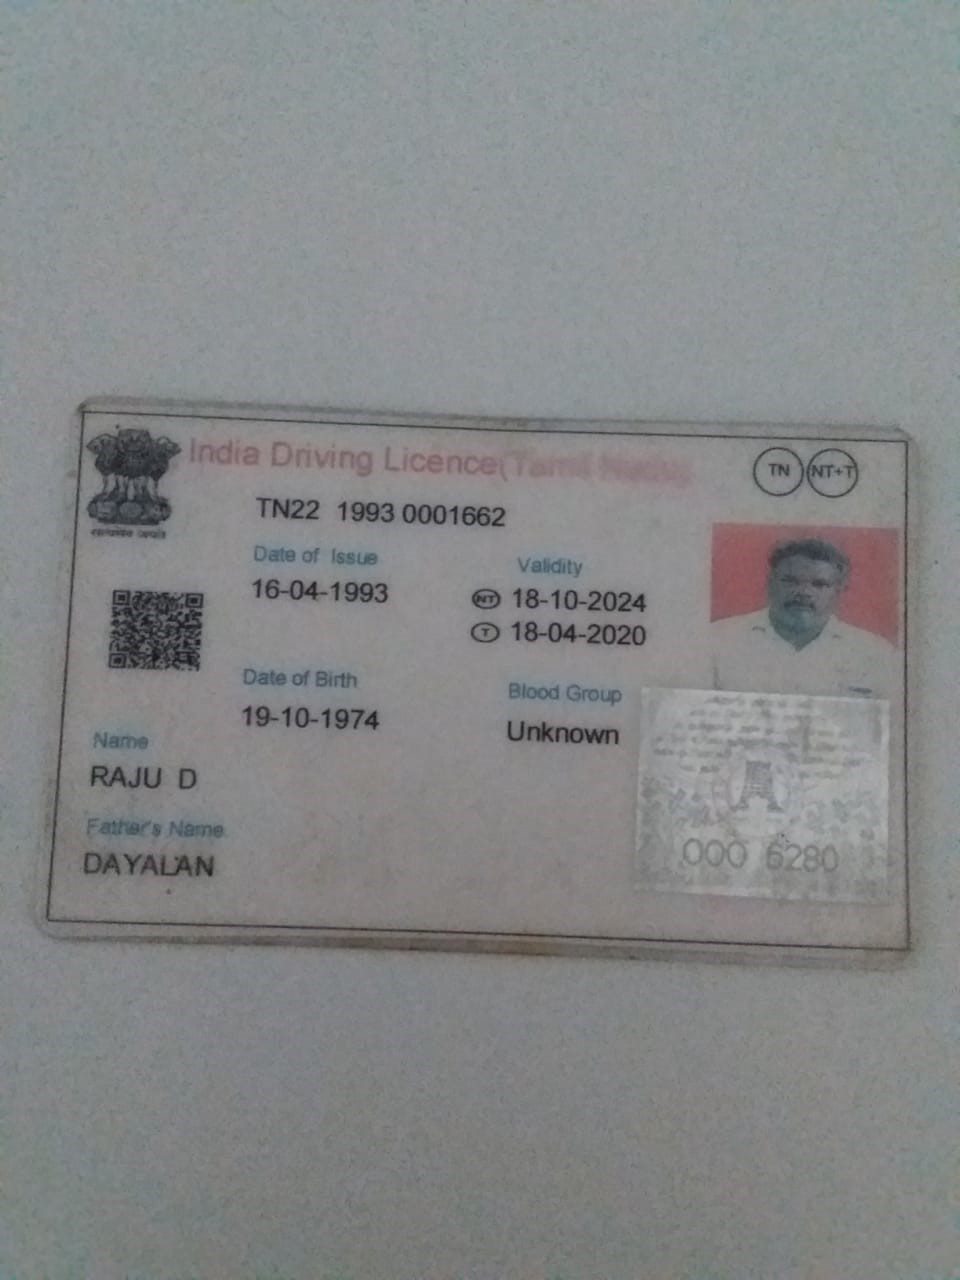 India Driving Licence(Tamil Nadu)
TN NT+T
TN22 1993 0001662
Date of Issue
16-04-1993
Validity
NT 18-10-2024
T 18-04-2020
Date of Birth
19-10-1974
Blood Group
Unknown
Name
RAJU D
Father's Name
DAYALAN
000 6280